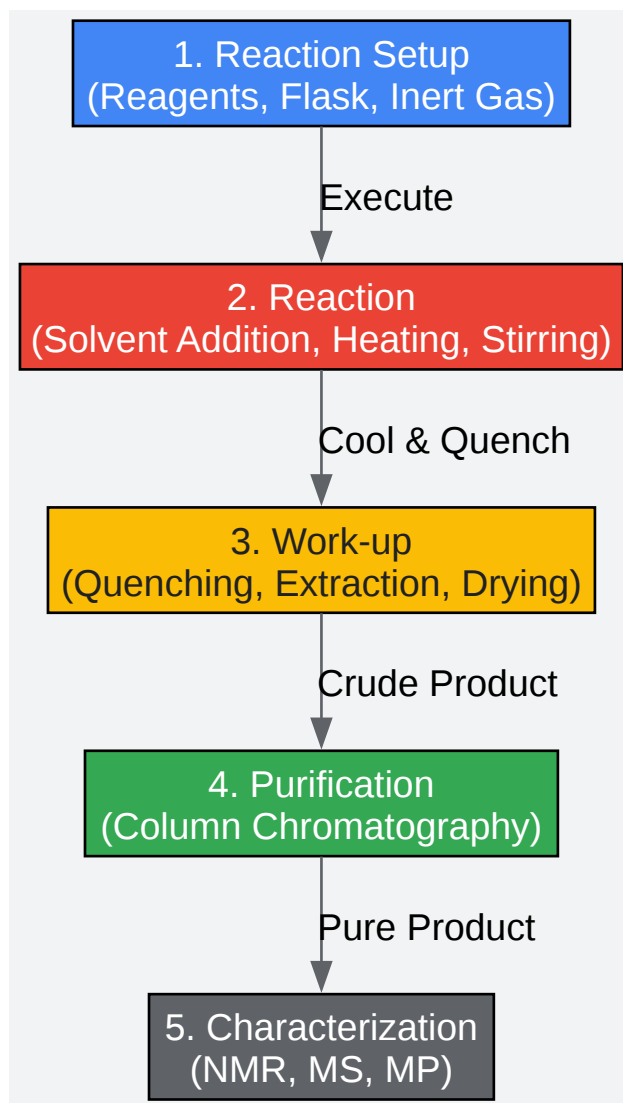 1. Reaction Setup
(Reagents, Flask, Inert Gas)
Execute
2. Reaction
(Solvent Addition, Heating, Stirring)
Cool & Quench
3. Work-up
(Quenching, Extraction, Drying)
Crude Product
4. Purification
(Column Chromatography)
Pure Product
5. Characterization
(NMR, MS, MP)